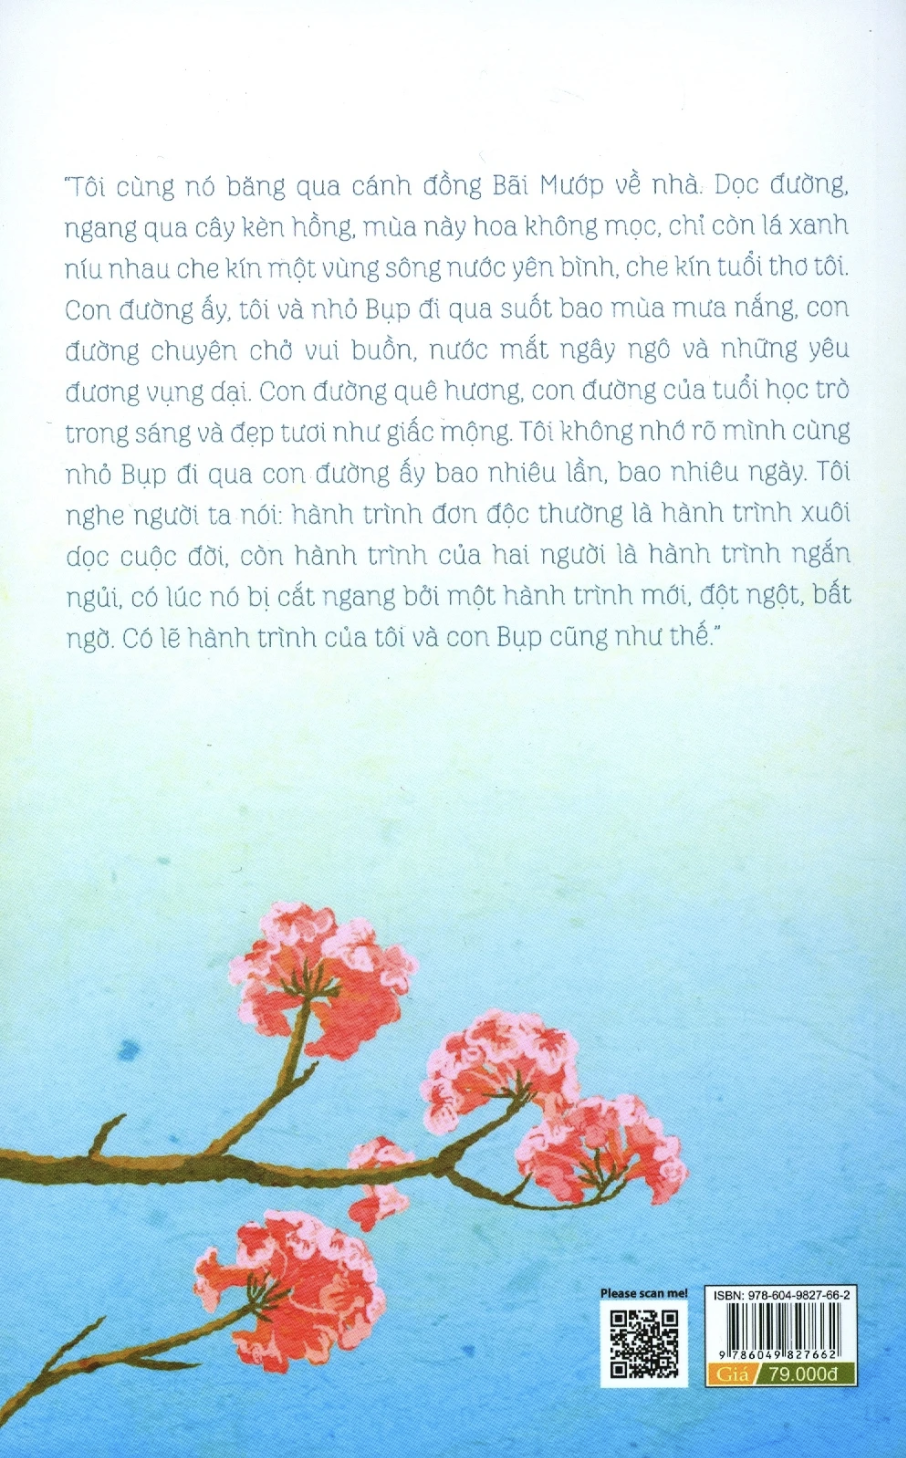 "Tôi cùng nó băng qua cánh đồng Bãi Mướp về nhà. Dọc đường,
ngang qua cây kèn hồng, mùa này hoa không mọc, chỉ còn lá xanh
níu nhau che kín một vùng sông nước yên bình, che kín tuổi thơ tôi.
Con đường ấy, tôi và nhỏ Bụp đi qua suốt bao mùa mưa nắng, con
đường chuyên chở vui buồn, nước mắt ngây ngô và những yêu
đương vụng dại. Con đường quê hương, con đường của tuổi học trò
trong sáng và đẹp tươi như giấc mộng. Tôi không nhớ rõ mình cùng
nhỏ Bụp đi qua con đường ấy bao nhiêu lần, bao nhiêu ngày. Tôi
nghe người ta nói: hành trình đơn độc thường là hành trình xuôi
dọc cuộc đời, còn hành trình của hai người là hành trình ngắn
ngủi, có lúc nó bị cắt ngang bởi một hành trình mới, đột ngột, bất
ngờ. Có lẽ hành trình của tôi và con Bụp cũng như thế."
Please scan me!
ISBN: 978-604-9827-66-2
9 786049 827662
Giá 79.000đ